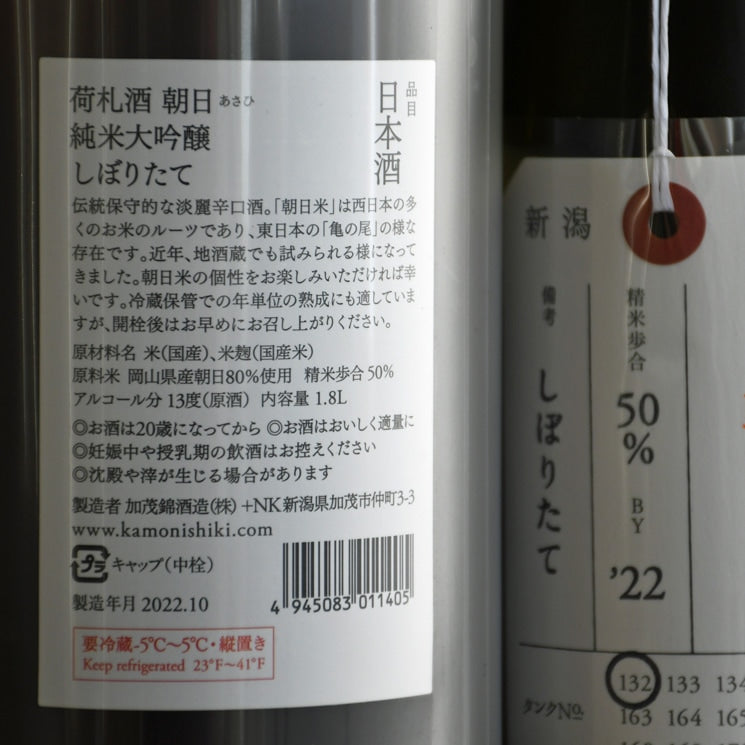 荷札酒 朝日 あさひ
純米大吟醸
しぼりたて
品目
日本酒
伝統保守的な淡麗辛口酒。「朝日米」は西日本の多
くのお米のルーツであり、東日本の「亀の尾」の様な
存在です。近年、地酒蔵でも試みられる様になって
きました。朝日米の個性をお楽しみいただければ幸
いです。冷蔵保管での年単位の熟成にも適していま
すが、開栓後はお早めにお召し上がりください。
原材料名 米(国産)、米麹(国産米)
原料米 岡山県産朝日80%使用 精米歩合50%
アルコール分 13度(原酒) 内容量 1.8L
◎お酒は20歳になってから ◎お酒はおいしく適量に
◎妊娠中や授乳期の飲酒はお控えください
◎沈殿や滓が生じる場合があります
製造者 加茂錦酒造(株) +NK 新潟県加茂市仲町3-3
www.kamonishiki.com
プラ キャップ(中栓)
製造年月 2022.10
4 945083 011405
要冷蔵-5℃〜5℃・縦置き
Keep refrigerated 23°F〜41°F
新潟
精米歩合
50
%
BY
'22
備考
しぼりたて
タンクNo.
132 133 134
163 164 165